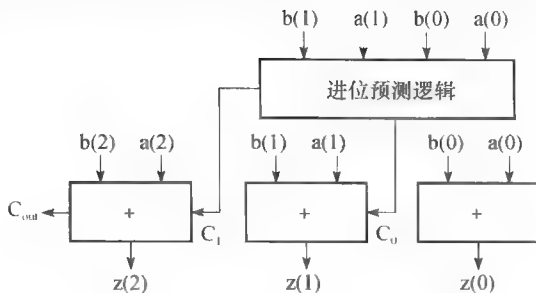 b(1) a(1) b(0) a(0)
进位预测逻辑
b(2) a(2) b(1) a(1) b(0) a(0)
Cout + C1 + C0 +
z(2) z(1) z(0)